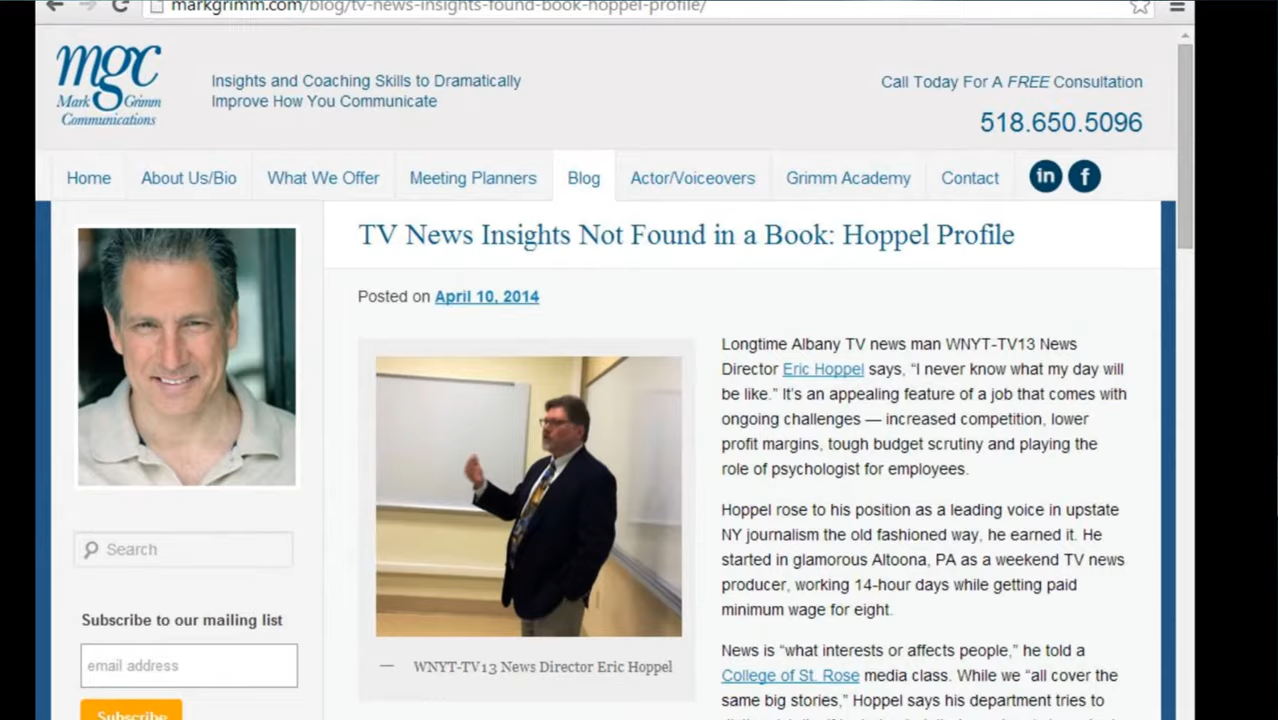 markgrimm.com/blog/tv-news-insights-found-book-hoppel-profile/
mgc
Mark Grimm
Communications
Insights and Coaching Skills to Dramatically
Improve How You Communicate
Call Today For A FREE Consultation
518.650.5096
Home About Us/Bio What We Offer Meeting Planners Blog Actor/Voiceovers Grimm Academy Contact in f
TV News Insights Not Found in a Book: Hoppel Profile
Posted on April 10, 2014
Longtime Albany TV news man WNYT-TV13 News
Director Eric Hoppel says, “I never know what my day will
be like.” It’s an appealing feature of a job that comes with
ongoing challenges — increased competition, lower
profit margins, tough budget scrutiny and playing the
role of psychologist for employees.
Hoppel rose to his position as a leading voice in upstate
NY journalism the old fashioned way, he earned it. He
started in glamorous Altoona, PA as a weekend TV news
producer, working 14-hour days while getting paid
minimum wage for eight.
News is “what interests or affects people,” he told a
College of St. Rose media class. While we “all cover the
same big stories,” Hoppel says his department tries to
— WNYT-TV13 News Director Eric Hoppel
Search
Subscribe to our mailing list
email address
Subscribe